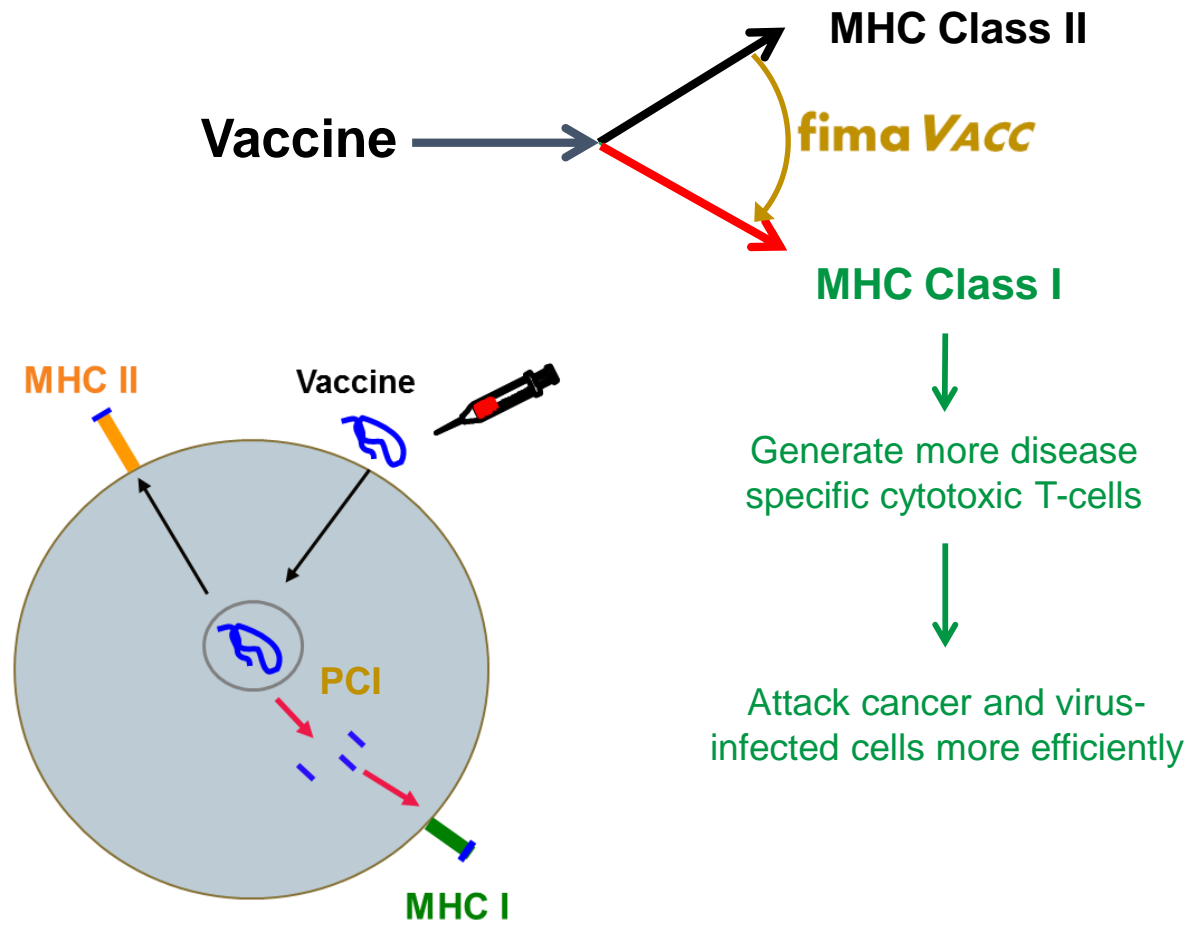 MHC Class II
Vaccine
fima VACC
MHC Class I
MHC II
Vaccine
Generate more disease
specific cytotoxic T-cells
PCI
Attack cancer and virus-
infected cells more efficiently
MHC I